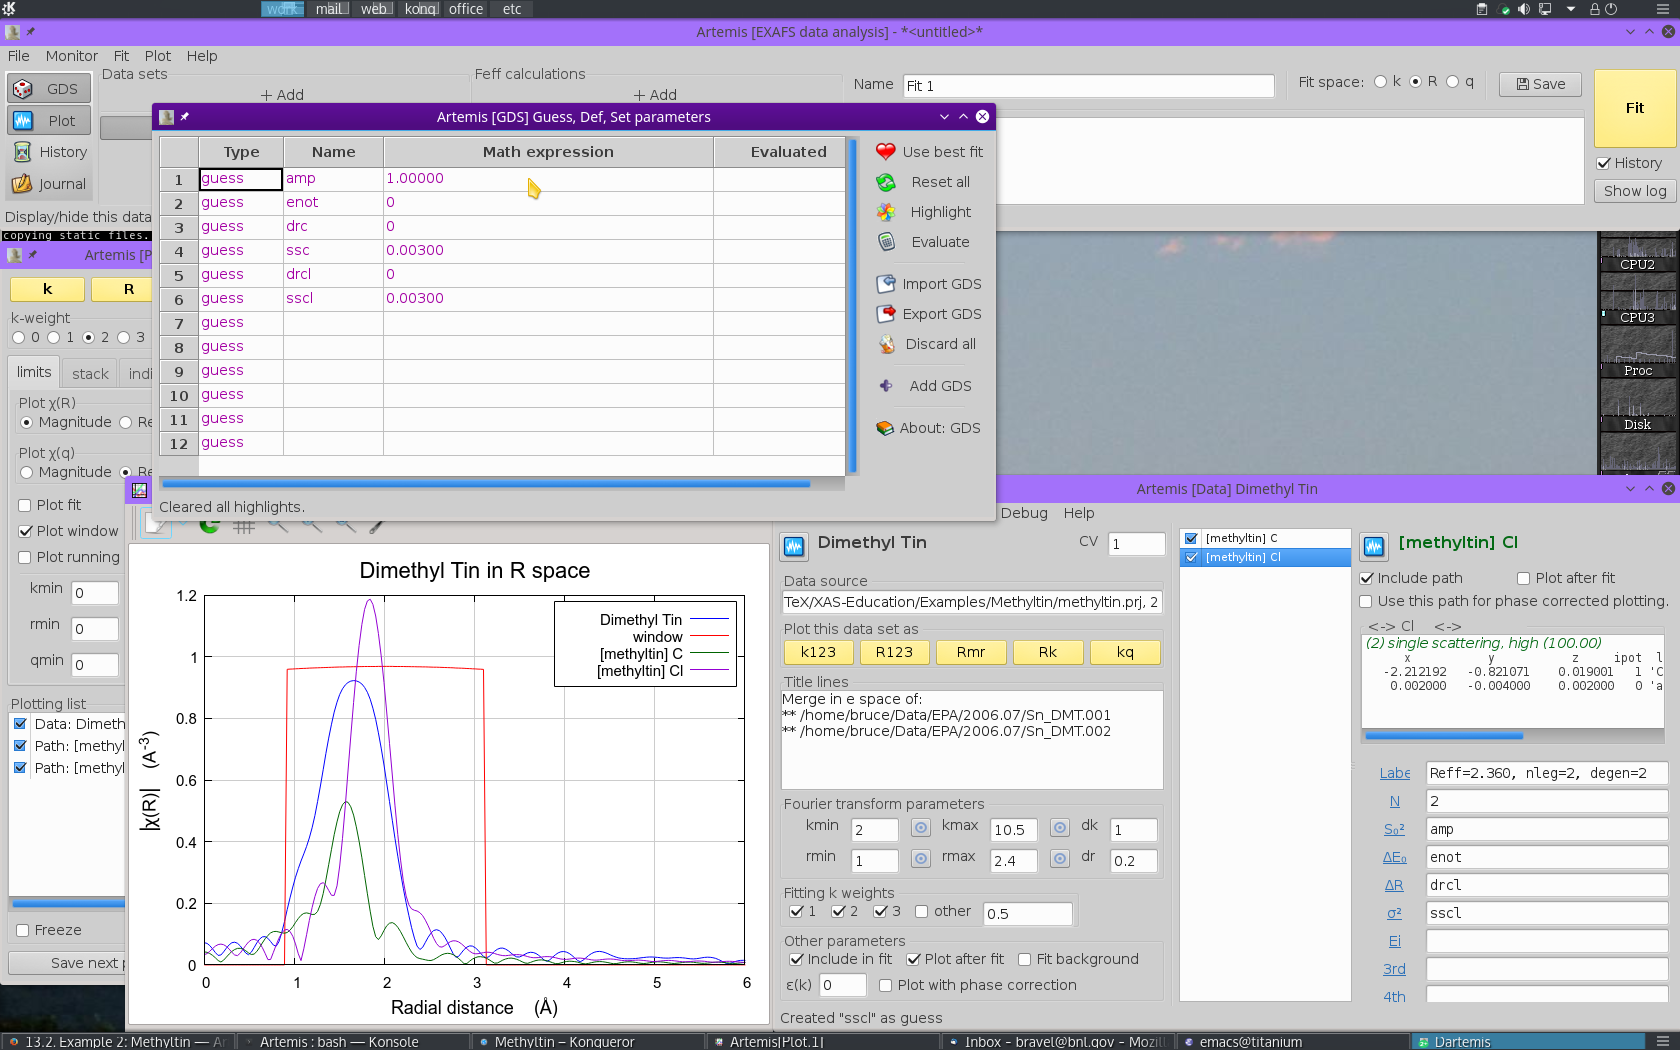 work mail web konq office etc
Artemis [EXAFS data analysis] - *<untitled>*
File Monitor Fit Plot Help
GDS
Plot
History
Journal
Data sets
+ Add
Feff calculations
+ Add
Name Fit 1
Fit space: k R q
Save
Fit
History
Show log
Display/hide this data
copying static files.
Artemis [GDS] Guess, Def, Set parameters
Type Name Math expression Evaluated
1 guess amp 1.00000
2 guess enot 0
3 guess drc 0
4 guess ssc 0.00300
5 guess drcl 0
6 guess sscl 0.00300
7 guess
8 guess
9 guess
10 guess
11 guess
12 guess
Use best fit
Reset all
Highlight
Evaluate
Import GDS
Export GDS
Discard all
Add GDS
About: GDS
Cleared all highlights.
CPU2
CPU3
Proc
Disk
Artemis [P
k R
k-weight
0 1 2 3
limits stack indi
Plot χ(R)
Magnitude Re
Plot χ(q)
Magnitude Re
Plot fit
Plot window
Plot running
kmin 0
rmin 0
qmin 0
Plotting list
Data: Dimeth
Path: [methyl
Path: [methyl
Freeze
Save next p
Dimethyl Tin in R space
Dimethyl Tin
window
[methyltin] C
[methyltin] Cl
1.2
1
0.8
0.6
0.4
0.2
0
|χ(R)| (A-3)
0 1 2 3 4 5 6
Radial distance (Å)
Artemis [Data] Dimethyl Tin
Debug Help
Dimethyl Tin
CV 1
Data source
TeX/XAS-Education/Examples/Methyltin/methyltin.prj, 2
Plot this data set as
k123 R123 Rmr Rk kq
Title lines
Merge in e space of:
** /home/bruce/Data/EPA/2006.07/Sn_DMT.001
** /home/bruce/Data/EPA/2006.07/Sn_DMT.002
Fourier transform parameters
kmin 2 kmax 10.5 dk 1
rmin 1 rmax 2.4 dr 0.2
Fitting k weights
1 2 3 other 0.5
Other parameters
Include in fit Plot after fit Fit background
ε(k) 0 Plot with phase correction
Created "sscl" as guess
[methyltin] C
[methyltin] Cl
[methyltin] Cl
Include path Plot after fit
Use this path for phase corrected plotting.
<-> Cl <->
(2) single scattering, high (100.00)
x y z ipot l
-2.212192 -0.821071 0.019001 1 'C
0.002000 -0.004000 0.002000 0 'a
Labe Reff=2.360, nleg=2, degen=2
N 2
S₀² amp
ΔE₀ enot
ΔR drcl
σ² sscl
Ei
3rd
4th
13.2. Example 2: Methyltin — Ar
Artemis : bash — Konsole
Methyltin – Konqueror
Artemis|Plot.1|
Inbox - bravel@bnl.gov - Mozill
emacs@titanium
Dartemis